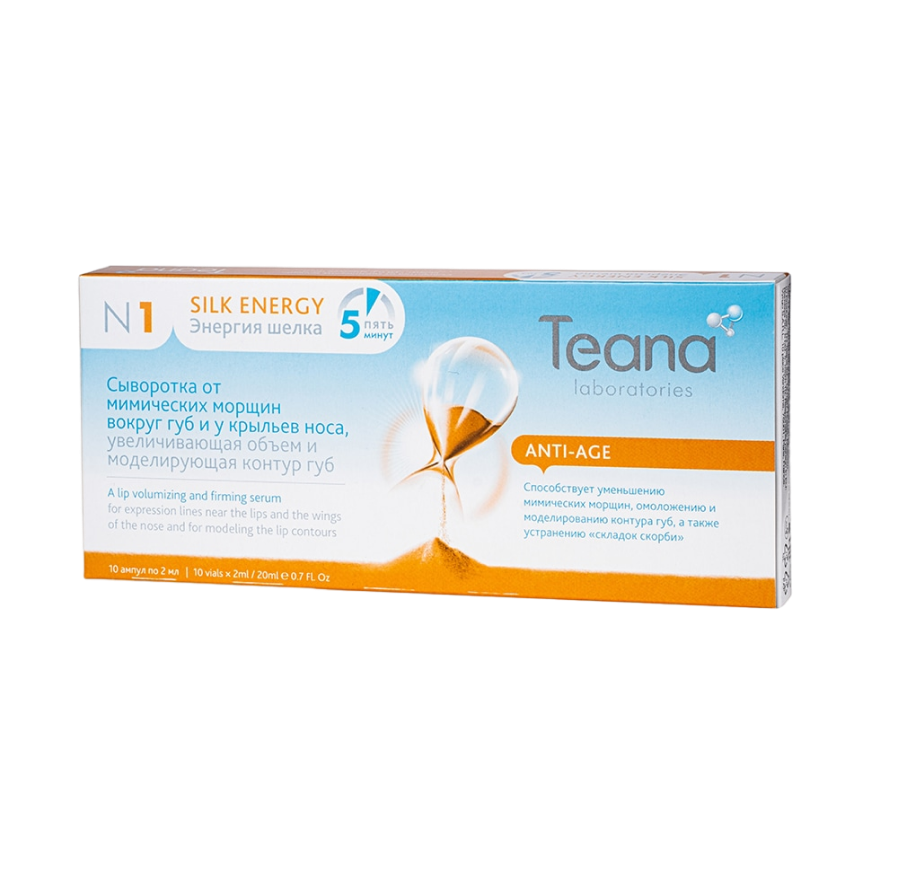 Teana
N1
SILK ENERGY
Энергия шелка
5 пять
минут
Сыворотка от
мимических морщин
вокруг губ и у крыльев носа,
увеличивающая объем и
моделирующая контур губ
A lip volumizing and firming serum
for expression lines near the lips and the wings
of the nose and for modeling the lip contours
10 ампул по 2 мл | 10 vials x 2ml / 20ml ℮ 0.7 FL Oz
Teana
laboratories
ANTI-AGE
Способствует уменьшению
мимических морщин, омоложению и
моделированию контура губ, а также
устранению «складок скорби»